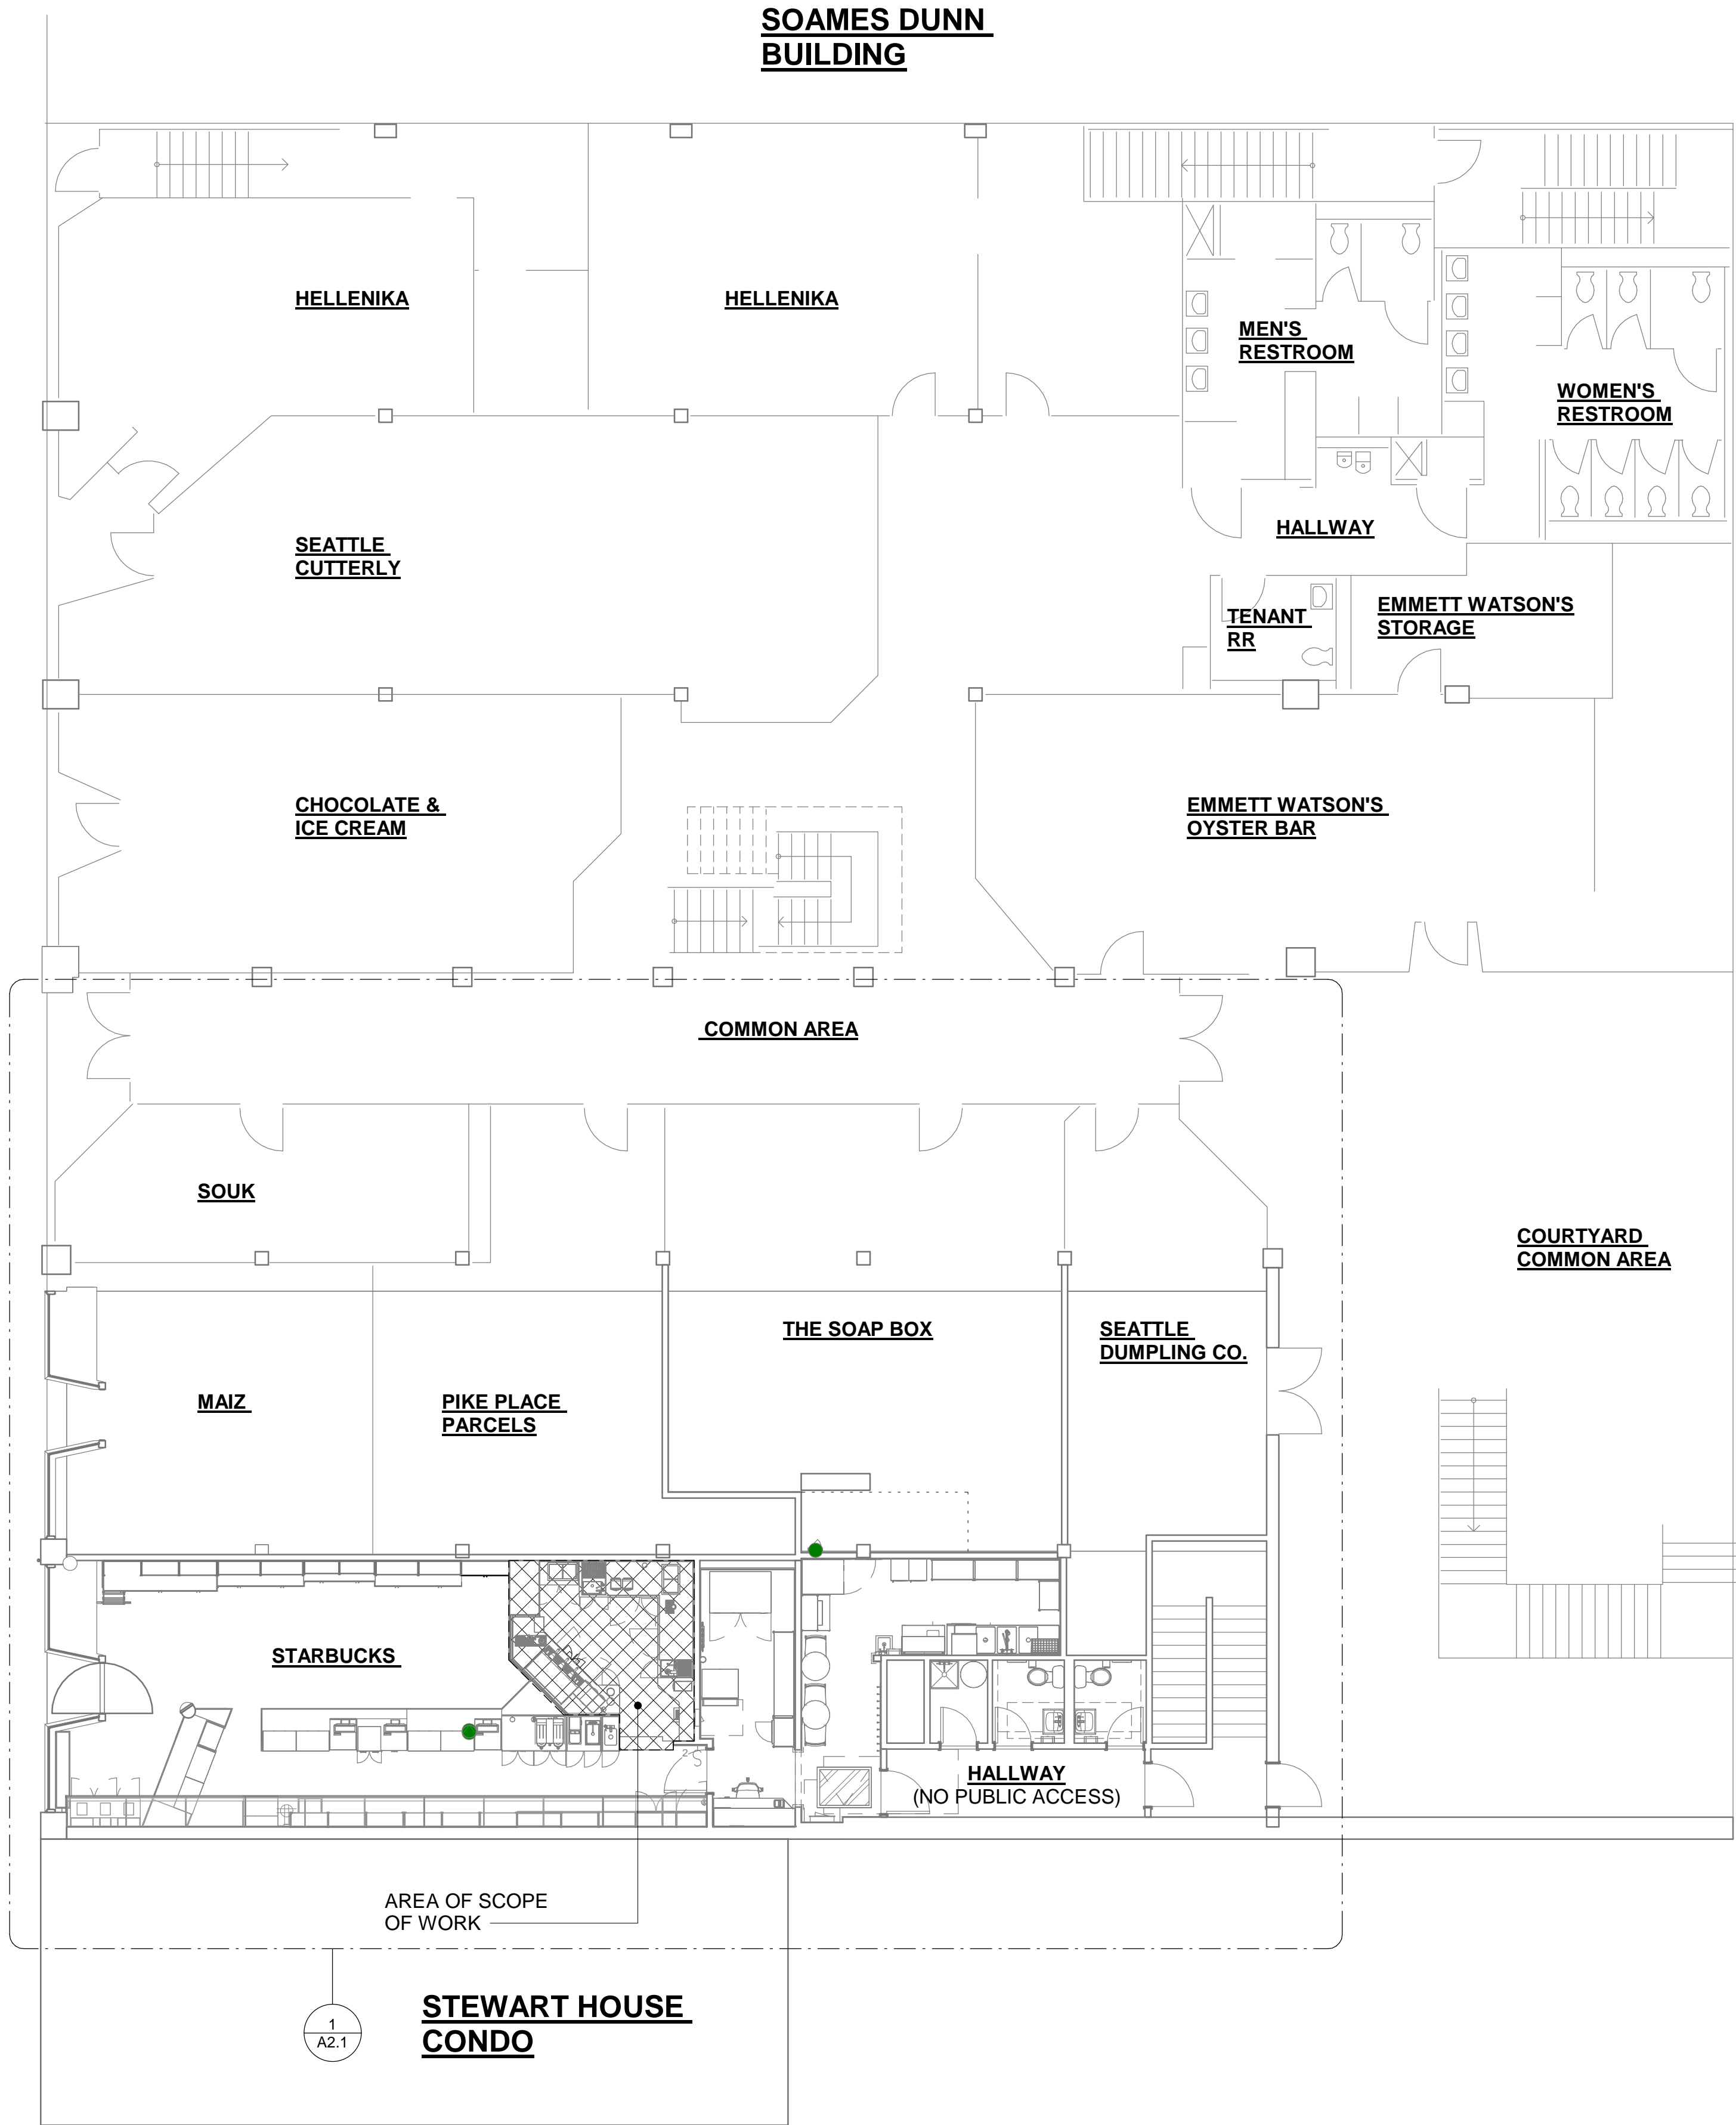 SOAMES DUNN
BUILDING
HELLENIKA
HELLENIKA
MEN'S
RESTROOM
WOMEN'S
RESTROOM
HALLWAY
SEATTLE
CUTTERLY
TENANT
RR
EMMETT WATSON'S
STORAGE
CHOCOLATE &
ICE CREAM
EMMETT WATSON'S
OYSTER BAR
COMMON AREA
SOUK
COURTYARD
COMMON AREA
THE SOAP BOX
SEATTLE
DUMPLING CO.
MAIZ
PIKE PLACE
PARCELS
STARBUCKS
2
S
HALLWAY
(NO PUBLIC ACCESS)
AREA OF SCOPE
OF WORK
1
A2.1
STEWART HOUSE
CONDO